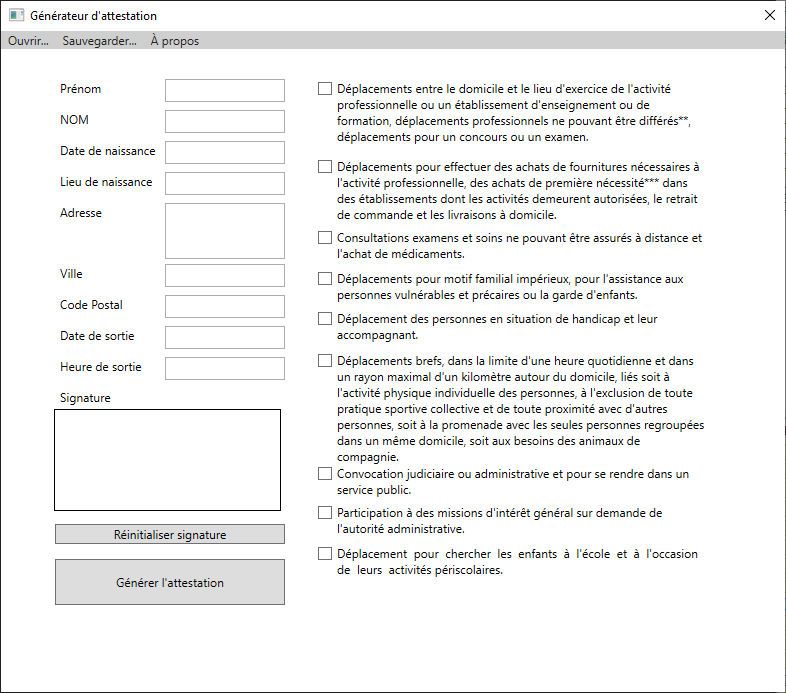 Générateur d'attestation
Ouvrir... Sauvegarder... À propos
Prénom
NOM
Date de naissance
Lieu de naissance
Adresse
Ville
Code Postal
Date de sortie
Heure de sortie
Signature
Réinitialiser signature
Générer l'attestation
Déplacements entre le domicile et le lieu d'exercice de l'activité
professionnelle ou un établissement d'enseignement ou de
formation, déplacements professionnels ne pouvant être différés**,
déplacements pour un concours ou un examen.
Déplacements pour effectuer des achats de fournitures nécessaires à
l'activité professionnelle, des achats de première nécessité*** dans
des établissements dont les activités demeurent autorisées, le retrait
de commande et les livraisons à domicile.
Consultations examens et soins ne pouvant être assurés à distance et
l'achat de médicaments.
Déplacements pour motif familial impérieux, pour l'assistance aux
personnes vulnérables et précaires ou la garde d'enfants.
Déplacement des personnes en situation de handicap et leur
accompagnant.
Déplacements brefs, dans la limite d'une heure quotidienne et dans
un rayon maximal d'un kilomètre autour du domicile, liés soit à
l'activité physique individuelle des personnes, à l'exclusion de toute
pratique sportive collective et de toute proximité avec d'autres
personnes, soit à la promenade avec les seules personnes regroupées
dans un même domicile, soit aux besoins des animaux de
compagnie.
Convocation judiciaire ou administrative et pour se rendre dans un
service public.
Participation à des missions d'intérêt général sur demande de
l'autorité administrative.
Déplacement pour chercher les enfants à l'école et à l'occasion
de leurs activités périscolaires.